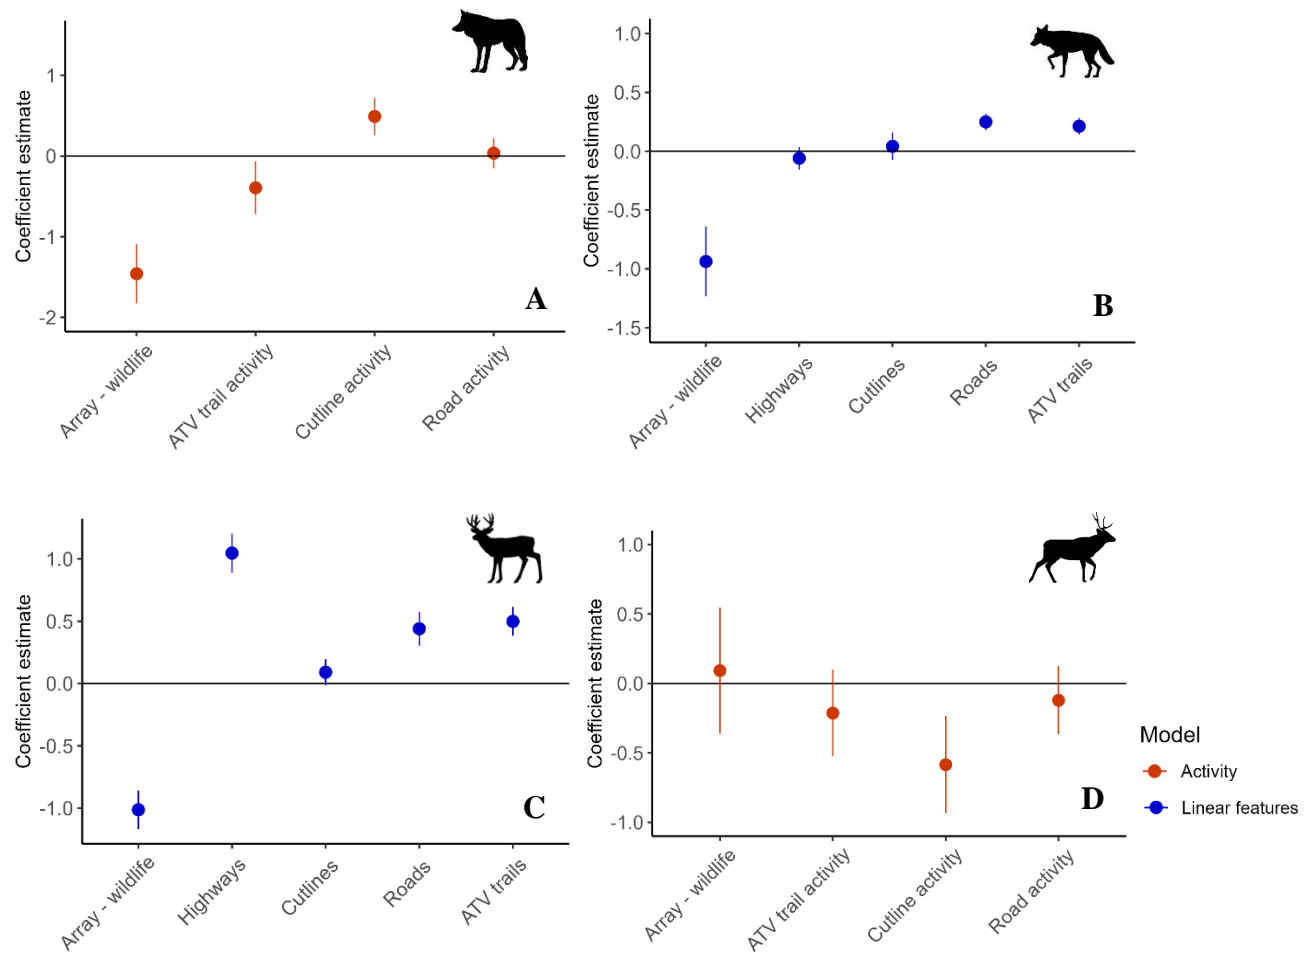 Coefficient estimate
1
0
-1
-2
Array - wildlife
ATV trail activity
Cutline activity
Road activity
A
Coefficient estimate
1.0
0.5
0.0
-0.5
-1.0
-1.5
Array - wildlife
Highways
Cutlines
Roads
ATV trails
B
Coefficient estimate
1.0
0.5
0.0
-0.5
-1.0
Array - wildlife
Highways
Cutlines
Roads
ATV trails
C
Coefficient estimate
1.0
0.5
0.0
-0.5
-1.0
Array - wildlife
ATV trail activity
Cutline activity
Road activity
D
Model
Activity
Linear features